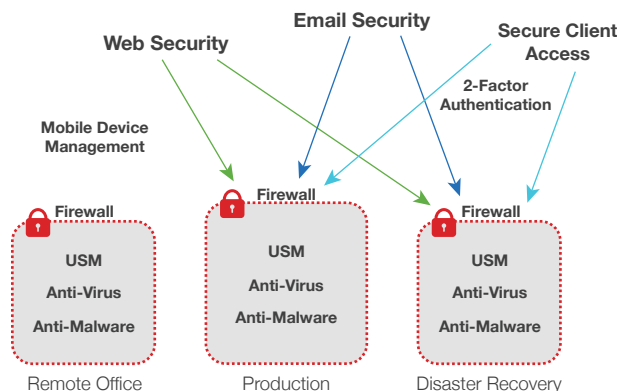 Email Security
Web Security
Secure Client
Access
2-Factor
Authentication
Mobile Device
Management
Firewall
USM
Anti-Virus
Anti-Malware
Remote Office
Firewall
USM
Anti-Virus
Anti-Malware
Production
Firewall
USM
Anti-Virus
Anti-Malware
Disaster Recovery